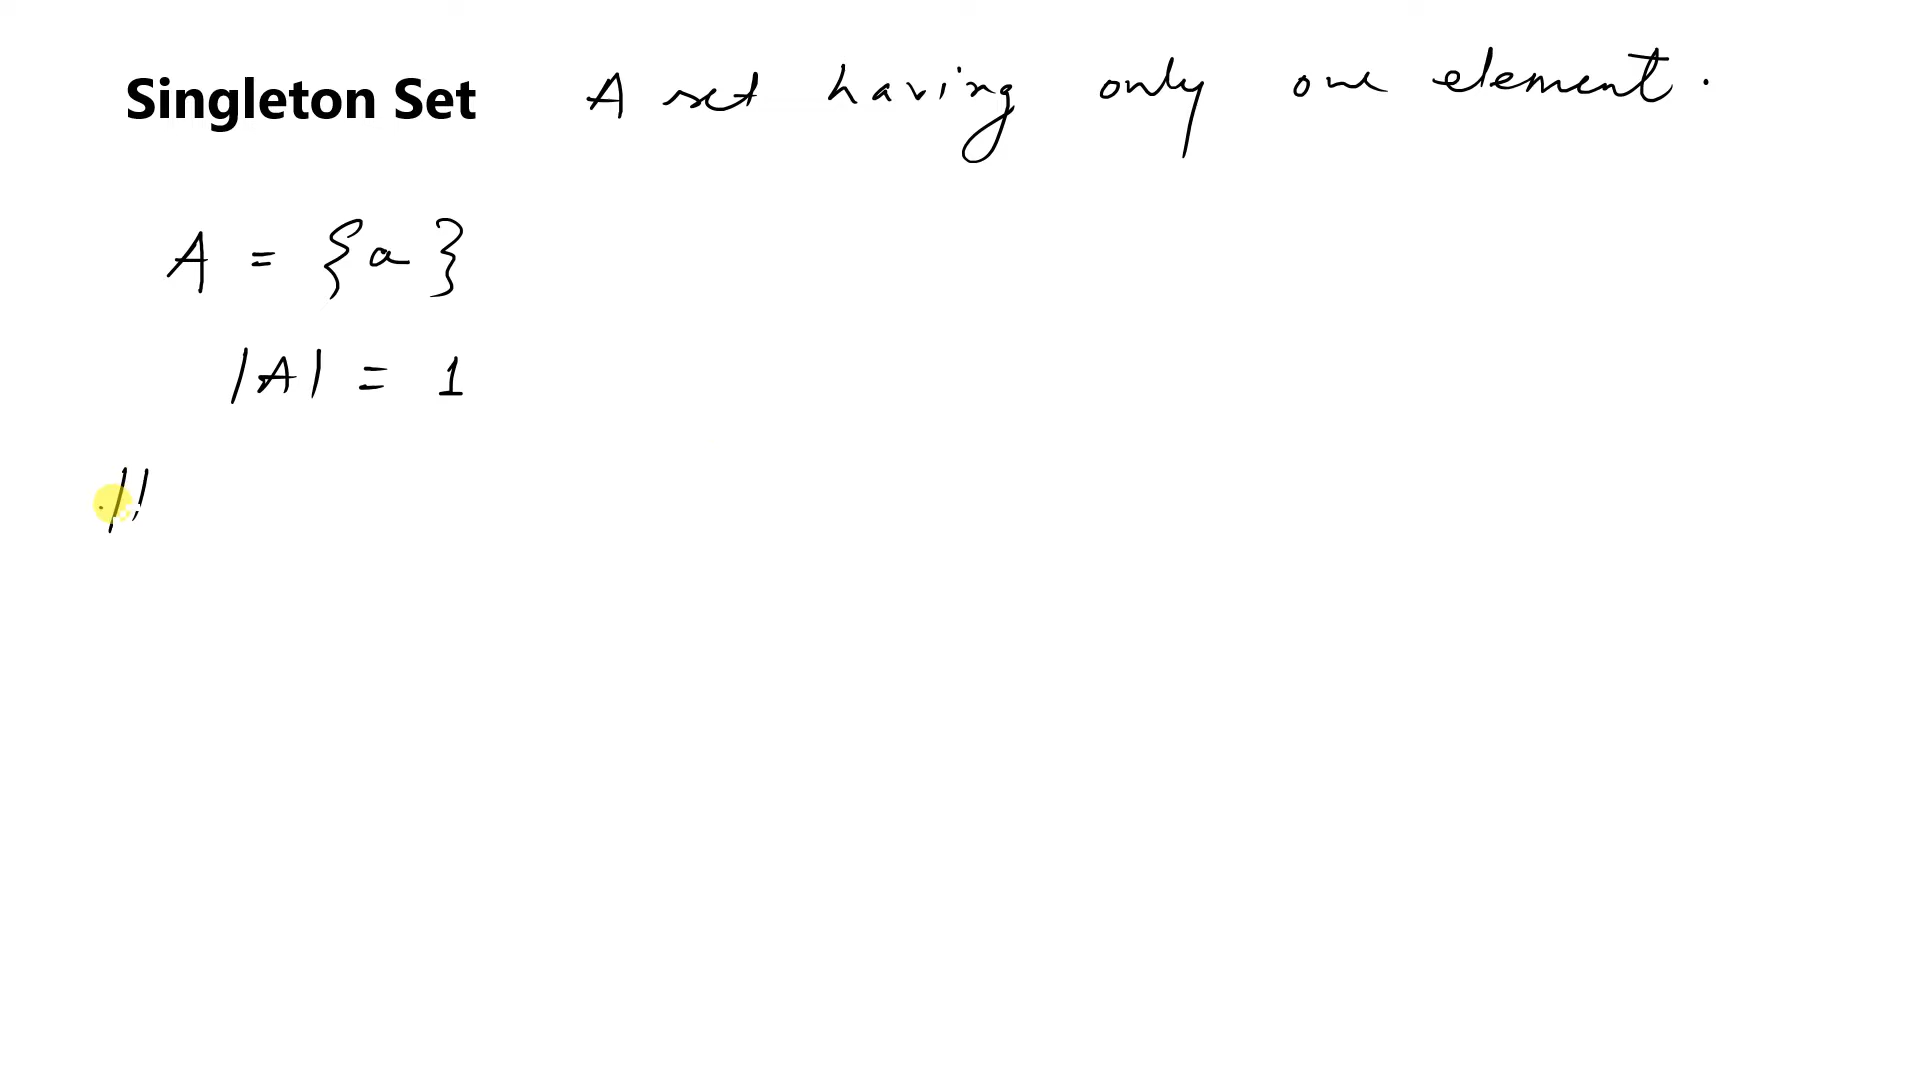 Singleton Set A set having only one element.
A = {a}
|A| = 1